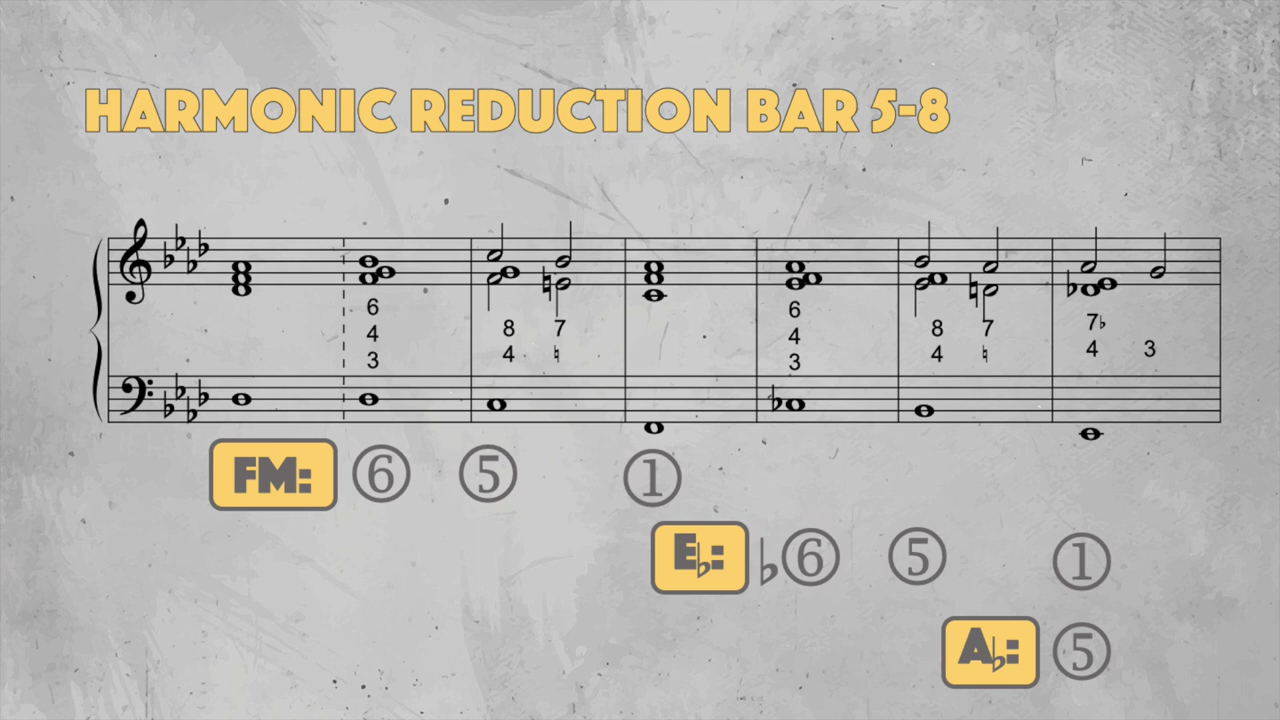 HARMONIC REDUCTION BAR 5-8
6 8 7 6 8 7 7♭
4 4 ♮ 4 4 ♮ 4 3
3 3
FM: ⑥ ⑤ ①
E♭: ♭⑥ ⑤ ①
A♭: ⑤